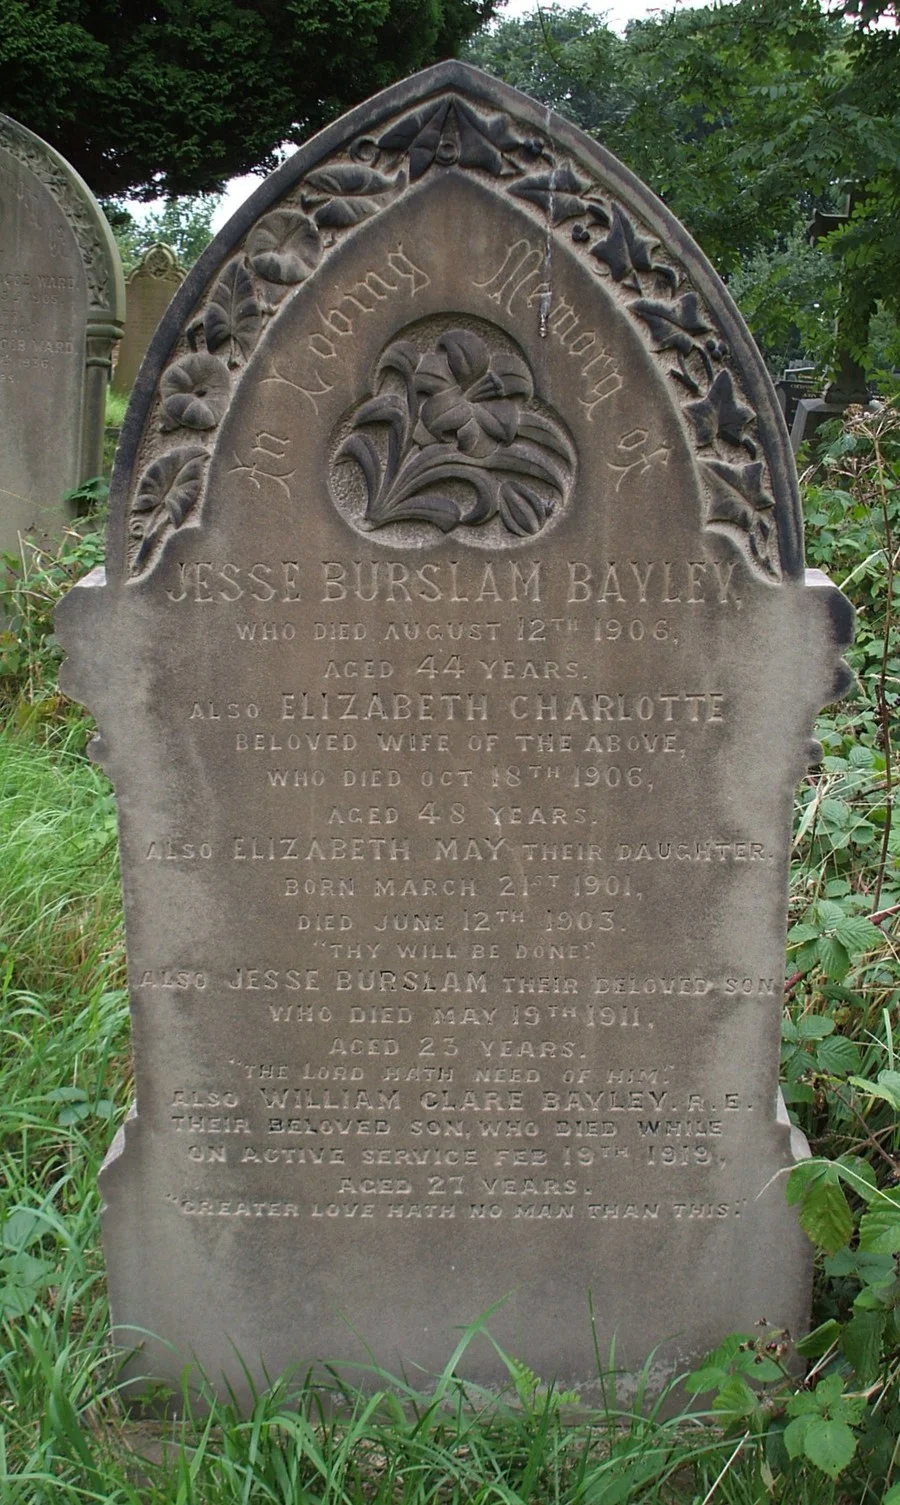 In Loving Memory of
JESSE BURSLAM BAYLEY,
WHO DIED AUGUST 12TH 1906,
AGED 44 YEARS.
ALSO ELIZABETH CHARLOTTE
BELOVED WIFE OF THE ABOVE,
WHO DIED OCT 18TH 1906,
AGED 48 YEARS.
ALSO ELIZABETH MAY THEIR DAUGHTER.
BORN MARCH 21ST 1901,
DIED JUNE 12TH 1903.
"THY WILL BE DONE".
ALSO JESSE BURSLAM THEIR BELOVED SON
WHO DIED MAY 19TH 1911,
AGED 23 YEARS.
"THE LORD HATH NEED OF HIM."
ALSO WILLIAM CLARE BAYLEY. R.E.
THEIR BELOVED SON, WHO DIED WHILE
ON ACTIVE SERVICE FEB 19TH 1919,
AGED 27 YEARS.
"GREATER LOVE HATH NO MAN THAN THIS."
WARD
WARD